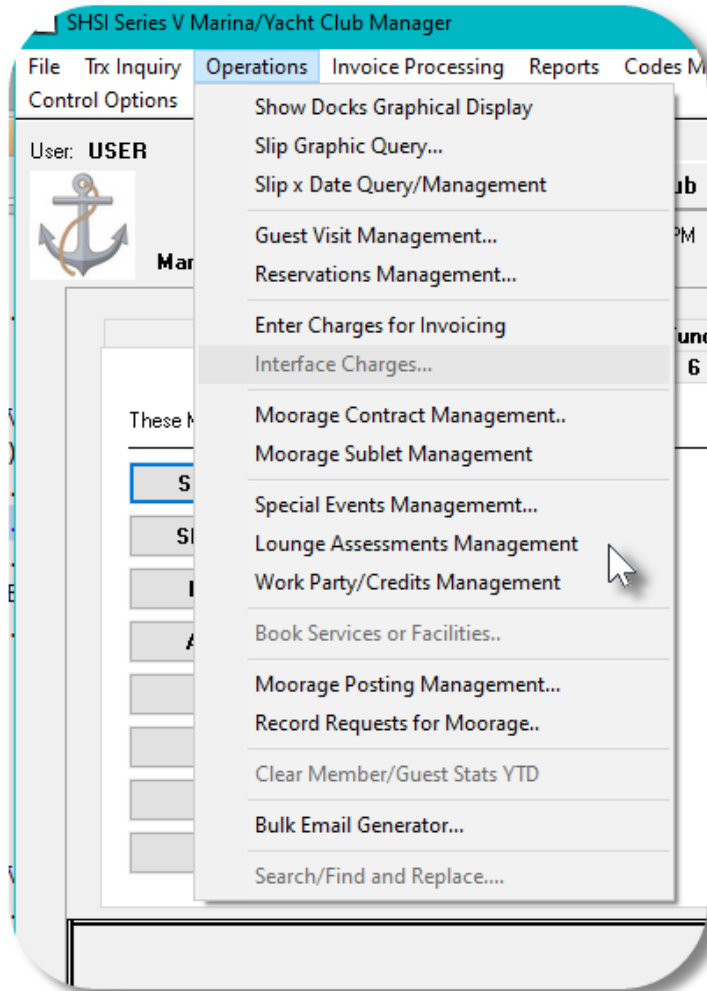 SHSI Series V Marina/Yacht Club Manager
File Trx Inquiry Operations Invoice Processing Reports Codes M
Control Options
User: USER
Show Docks Graphical Display
Slip Graphic Query...
Slip x Date Query/Management
PM
Guest Visit Management...
Mar
Reservations Management...
Enter Charges for Invoicing
Interface Charges...
6
These
Moorage Contract Management..
Moorage Sublet Management
S
Special Events Managememt...
Lounge Assessments Management
Work Party/Credits Management
Book Services or Facilities..
Moorage Posting Management...
Record Requests for Moorage..
Clear Member/Guest Stats YTD
Bulk Email Generator...
Search/Find and Replace....